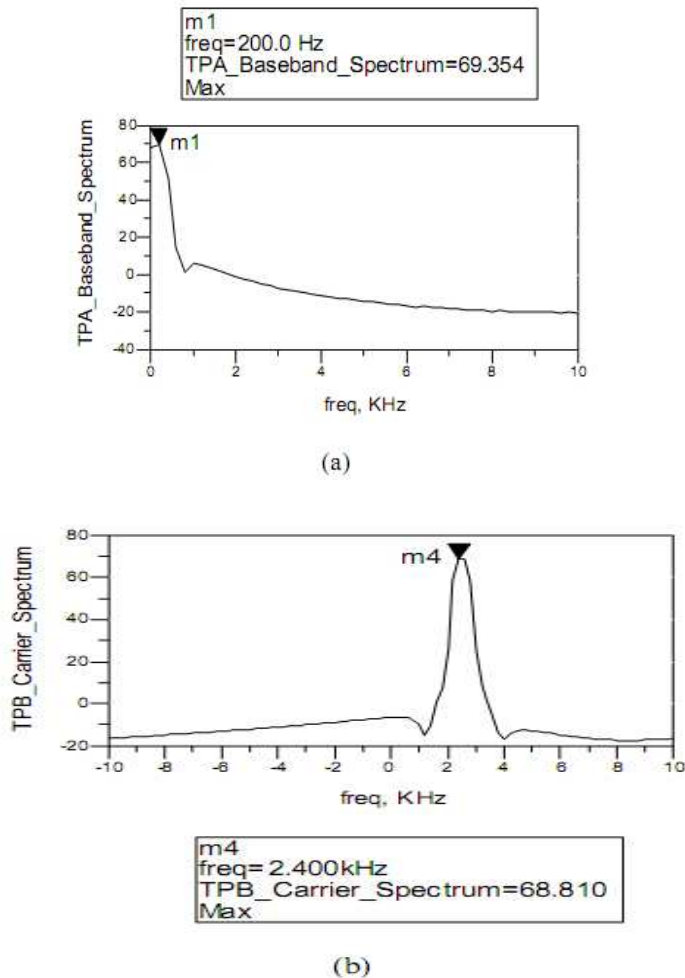 m1
freq=200.0 Hz
TPA_Baseband_Spectrum=69.354
Max
TPA_Baseband_Spectrum
80
60
40
20
0
-20
-40
m1
0
2
4
6
8
10
freq, KHz
(a)
TPB_Carrier_Spectrum
80
60
40
20
0
-20
m4
-10
-8
-6
-4
-2
0
2
4
6
8
10
freq, KHz
m4
freq= 2.400kHz
TPB_Carrier_Spectrum=68.810
Max
(b)